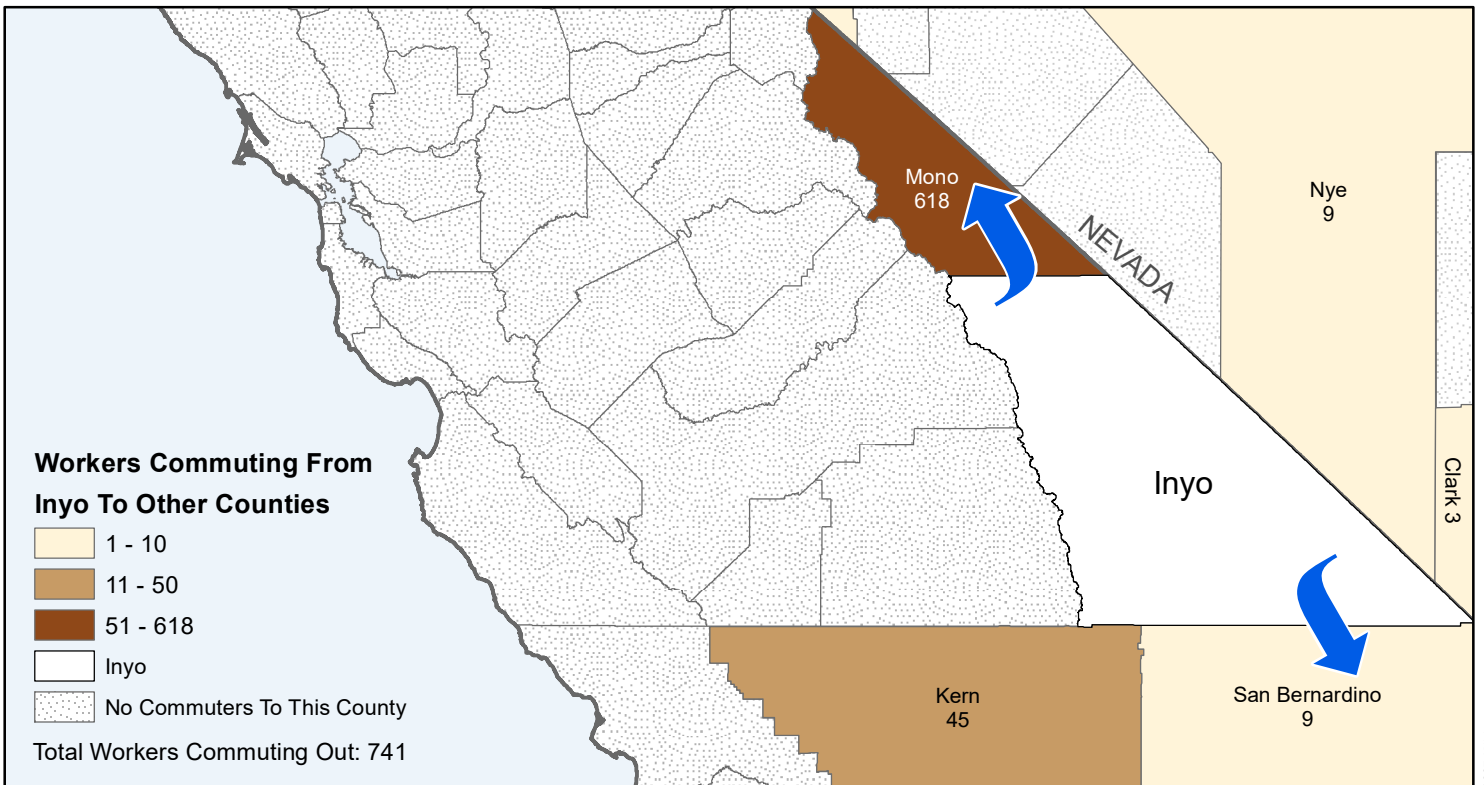 Mono
618
Nye
9
NEVADA
Inyo
Clark 3
Kern
45
San Bernardino
9
Workers Commuting From
Inyo To Other Counties
1 - 10
11 - 50
51 - 618
Inyo
No Commuters To This County
Total Workers Commuting Out: 741